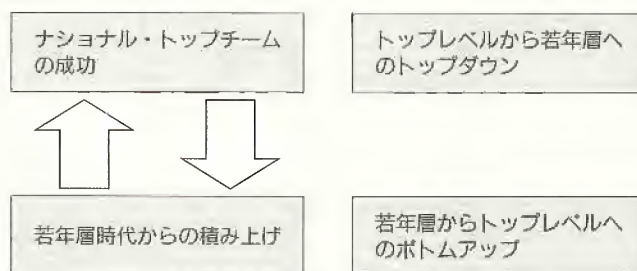 ナショナル・トップチーム
の成功
トップレベルから若年層へ
のトップダウン
若年層時代からの積み上げ
若年層からトップレベルへ
のボトムアップ